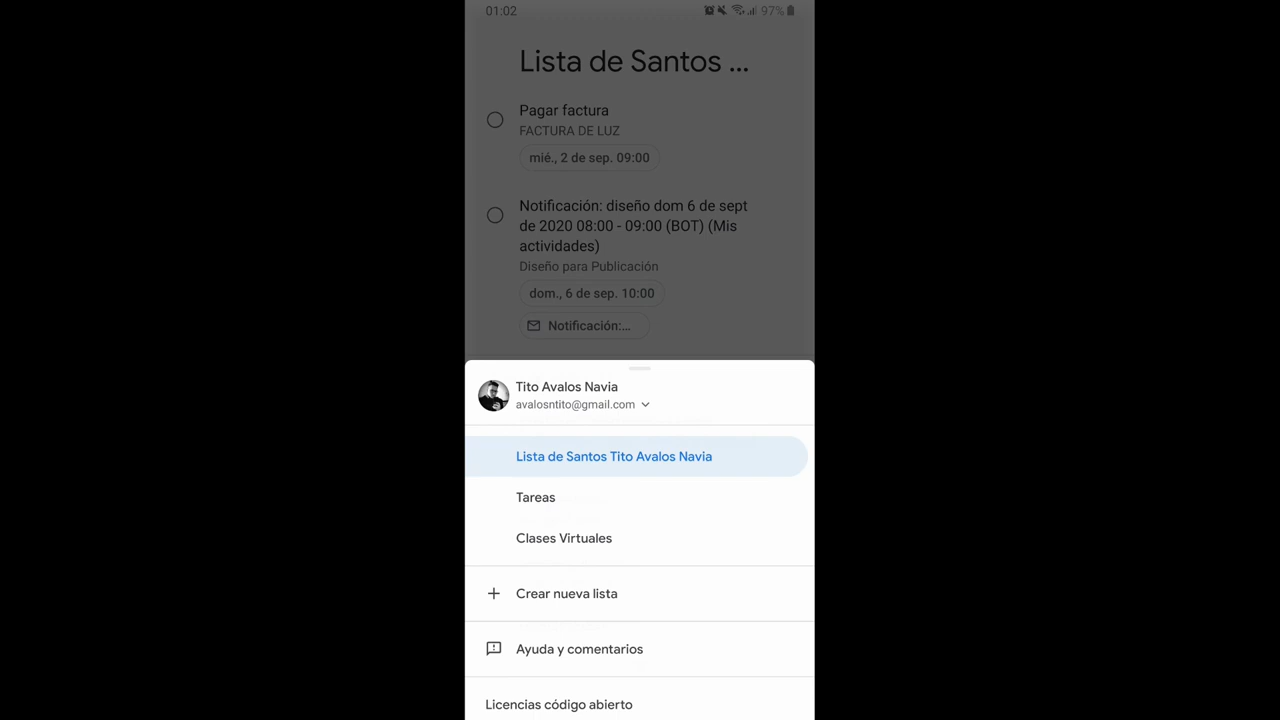 01:02
97%
Lista de Santos ...
Pagar factura
FACTURA DE LUZ
mié., 2 de sep. 09:00
Notificación: diseño dom 6 de sept
de 2020 08:00 - 09:00 (BOT) (Mis
actividades)
Diseño para Publicación
dom., 6 de sep. 10:00
Notificación:...
Tito Avalos Navia
avalosntito@gmail.com
Lista de Santos Tito Avalos Navia
Tareas
Clases Virtuales
Crear nueva lista
Ayuda y comentarios
Licencias código abierto